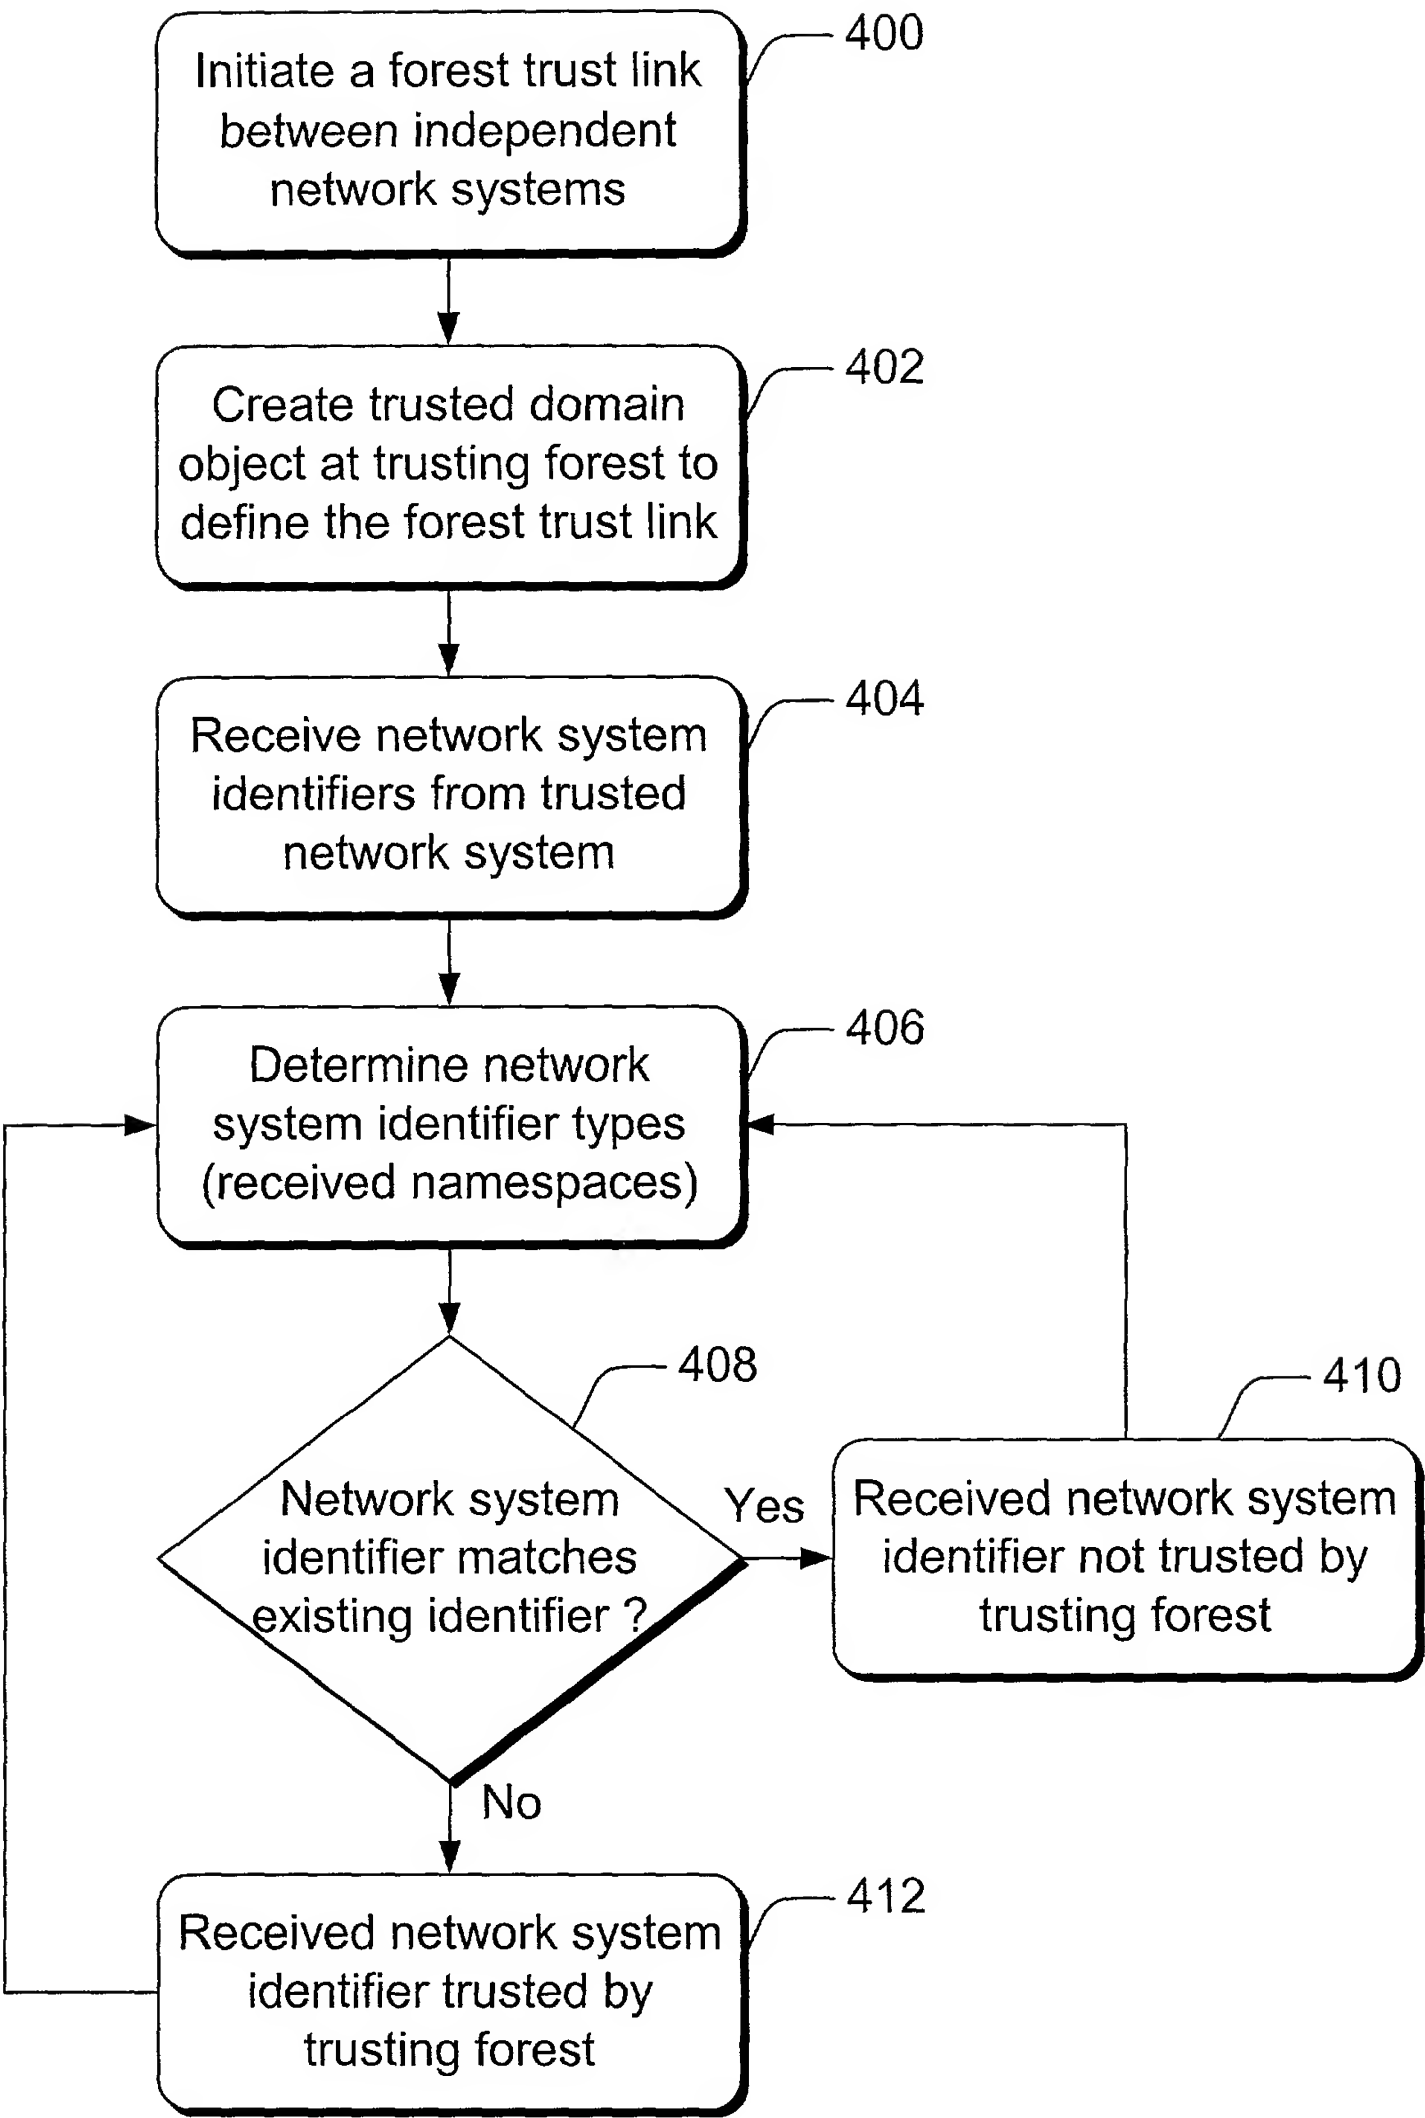 400
Initiate a forest trust link
between independent
network systems
402
Create trusted domain
object at trusting forest to
define the forest trust link
404
Receive network system
identifiers from trusted
network system
406
Determine network
system identifier types
(received namespaces)
408
Network system
identifier matches
existing identifier ?
Yes
410
Received network system
identifier not trusted by
trusting forest
No
412
Received network system
identifier trusted by
trusting forest